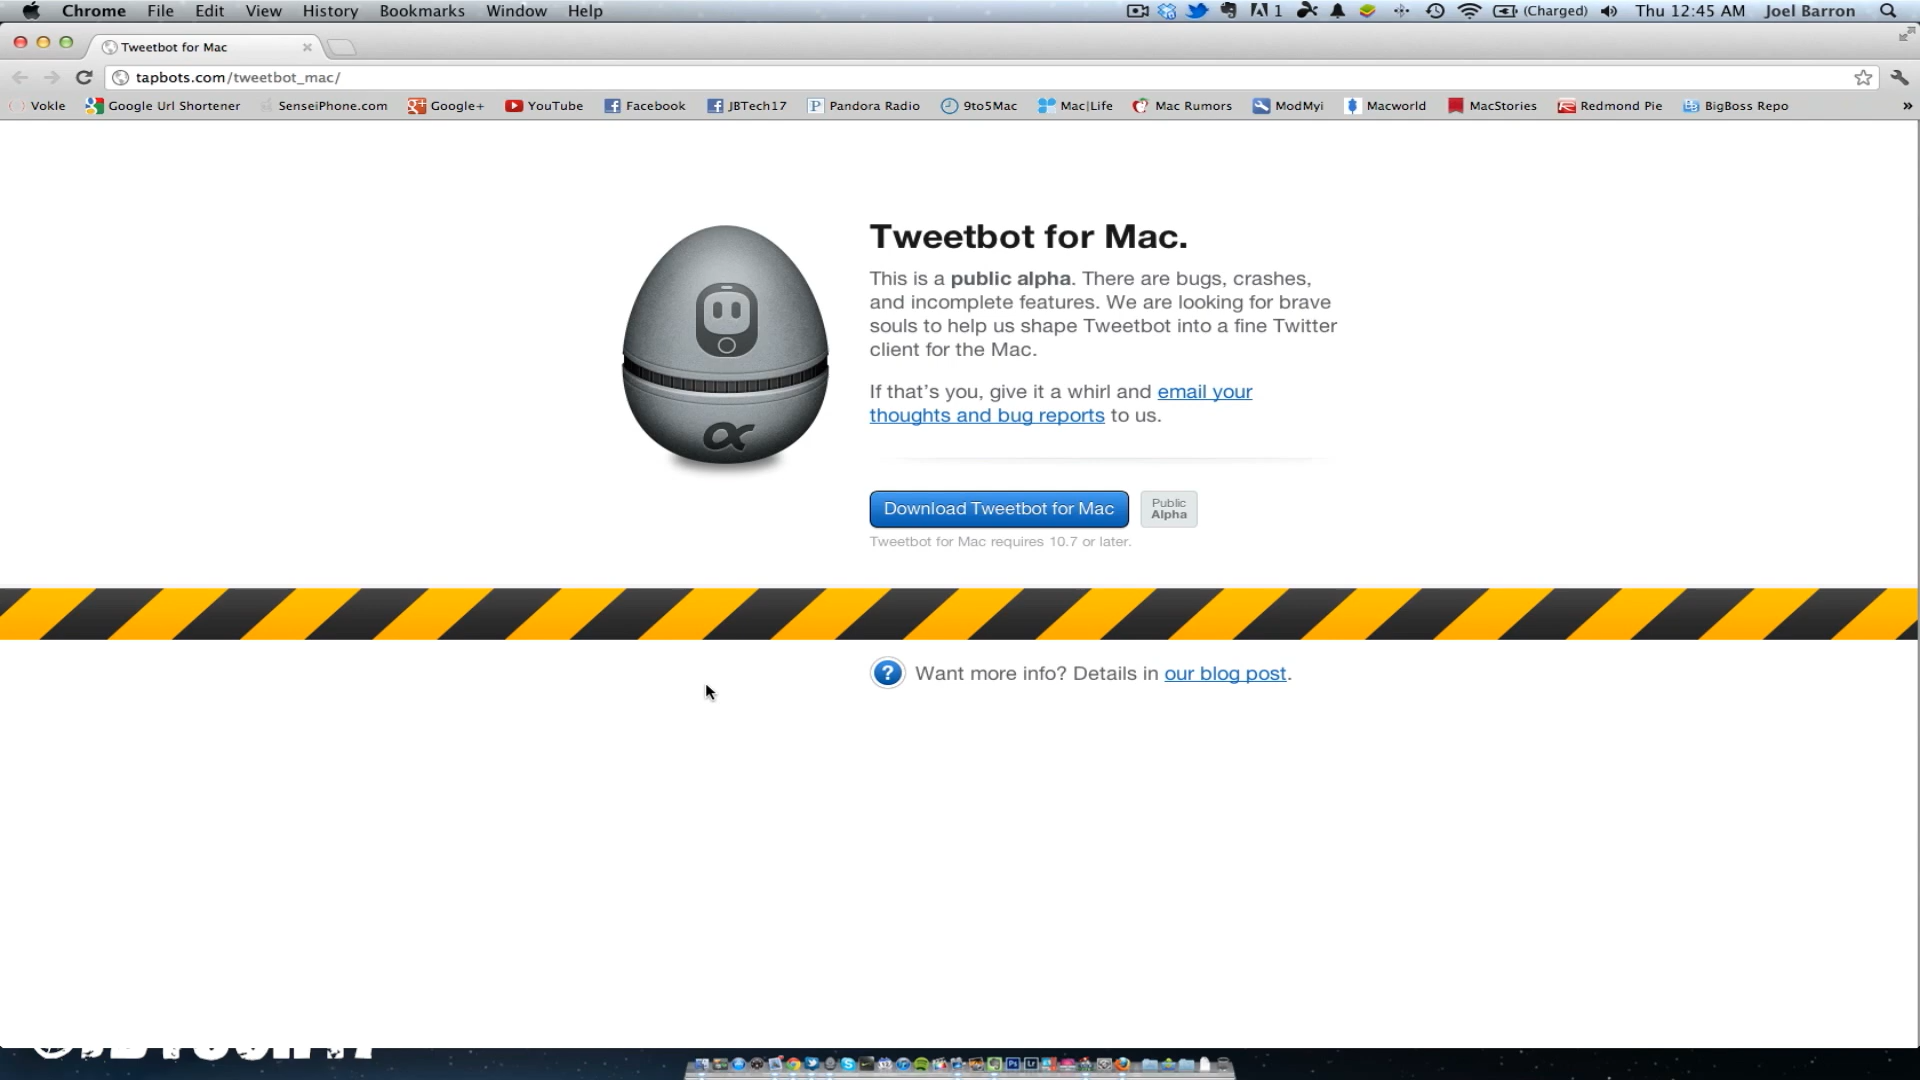 Chrome File Edit View History Bookmarks Window Help 1 (Charged) Thu 12:45 AM Joel Barron
Tweetbot for Mac
tapbots.com/tweetbot_mac/
Vokle Google Url Shortener SenseiPhone.com Google+ YouTube Facebook JBTech17 Pandora Radio 9to5Mac Mac|Life Mac Rumors ModMyi Macworld MacStories Redmond Pie BigBoss Repo »
Tweetbot for Mac.
This is a public alpha. There are bugs, crashes,
and incomplete features. We are looking for brave
souls to help us shape Tweetbot into a fine Twitter
client for the Mac.
If that's you, give it a whirl and email your
thoughts and bug reports to us.
α
Download Tweetbot for Mac
Public
Alpha
Tweetbot for Mac requires 10.7 or later.
? Want more info? Details in our blog post.